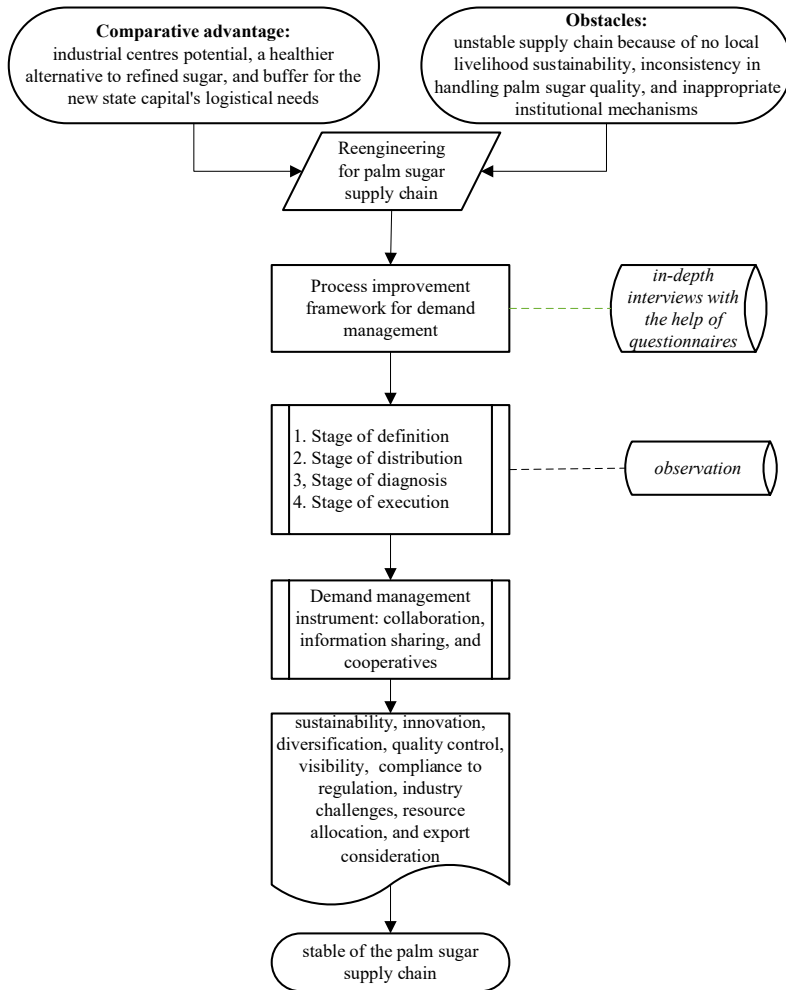 Comparative advantage:
industrial centres potential, a healthier
alternative to refined sugar, and buffer for the
new state capital's logistical needs
Obstacles:
unstable supply chain because of no local
livelihood sustainability, inconsistency in
handling palm sugar quality, and inappropriate
institutional mechanisms
Reengineering
for palm sugar
supply chain
Process improvement
framework for demand
management
in-depth
interviews with
the help of
questionnaires
1. Stage of definition
2. Stage of distribution
3, Stage of diagnosis
4. Stage of execution
observation
Demand management
instrument: collaboration,
information sharing, and
cooperatives
sustainability, innovation,
diversification, quality control,
visibility, compliance to
regulation, industry
challenges, resource
allocation, and export
consideration
stable of the palm sugar
supply chain